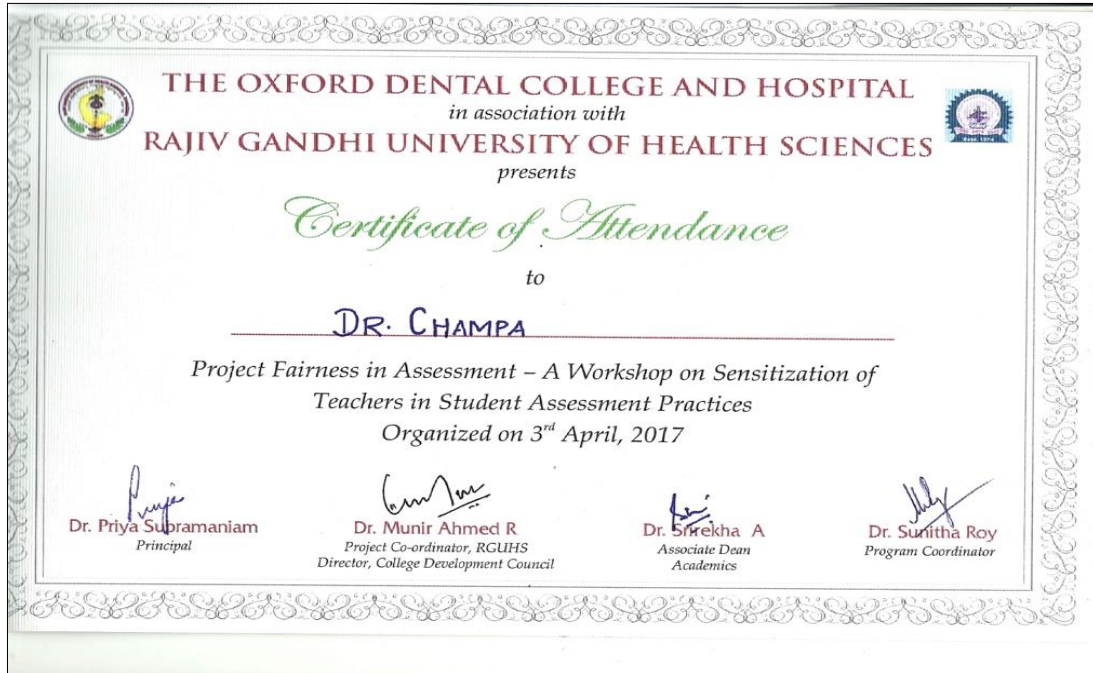 THE OXFORD DENTAL COLLEGE AND HOSPITAL
in association with
RAJIV GANDHI UNIVERSITY OF HEALTH SCIENCES
presents
Certificate of Attendance
to
DR. CHAMPA
Project Fairness in Assessment – A Workshop on Sensitization of
Teachers in Student Assessment Practices
Organized on 3rd April, 2017
Dr. Priya Subramaniam
Principal
Dr. Munir Ahmed R
Project Co-ordinator, RGUHS
Director, College Development Council
Dr. Srirekha A
Associate Dean
Academics
Dr. Sunitha Roy
Program Coordinator